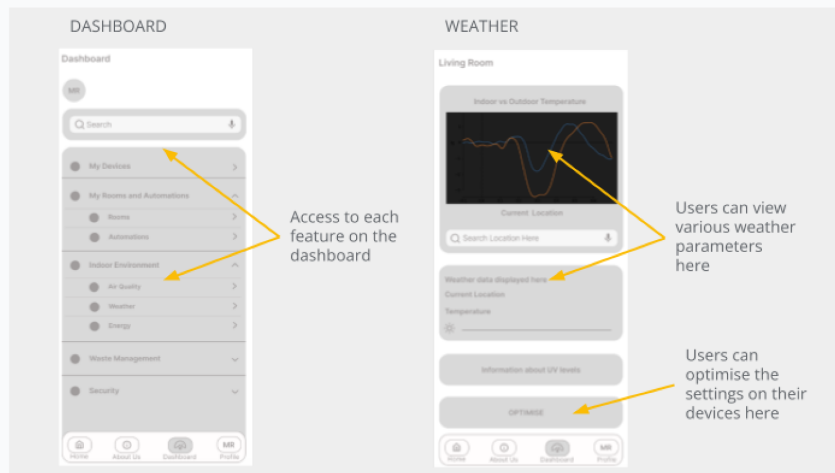 DASHBOARD
Dashboard
MR
Search
My Devices
My Rooms and Automations
Rooms
Automations
Indoor Environment
Air Quality
Weather
Energy
Waste Management
Security
Home
About Us
Dashboard
MR
Profile
Access to each
feature on the
dashboard
WEATHER
Living Room
Indoor vs Outdoor Temperature
Current Location
Search Location Here
Weather data displayed here
Current Location
Temperature
Information about UV levels
OPTIMISE
Home
About Us
Dashboard
MR
Profile
Users can view
various weather
parameters
here
Users can
optimise the
settings on their
devices here